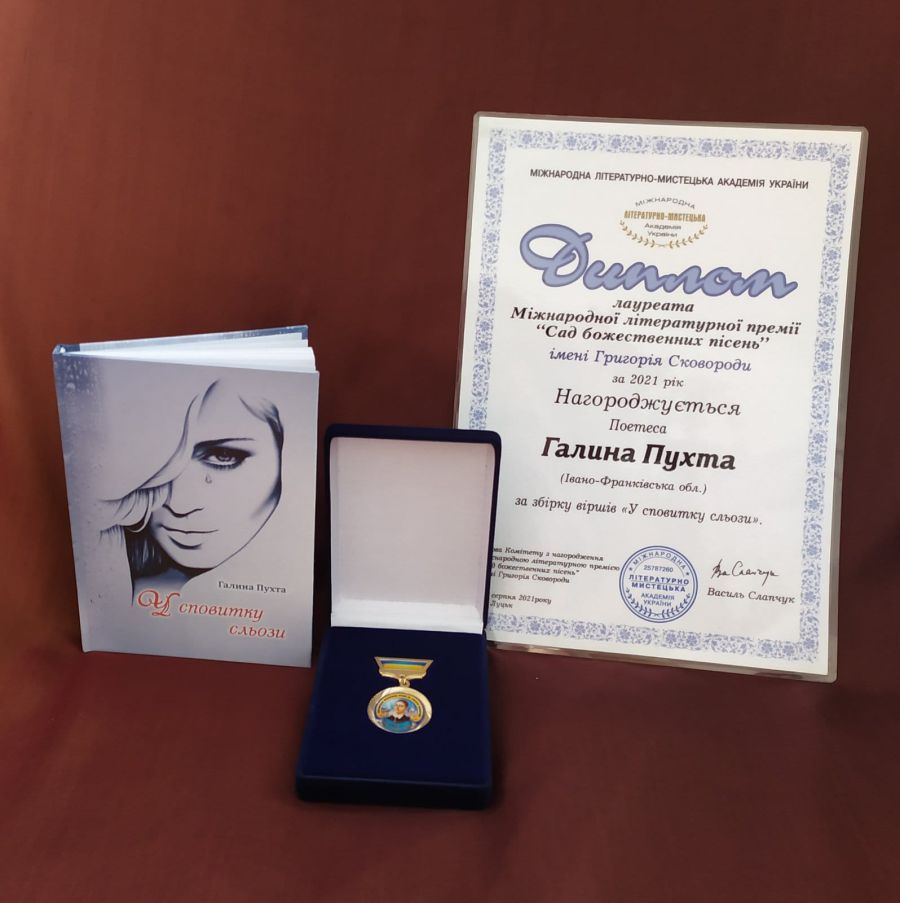 Галина Пухта
У сповитку
сльози
МІЖНАРОДНА ЛІТЕРАТУРНО-МИСТЕЦЬКА АКАДЕМІЯ УКРАЇНИ
МІЖНАРОДНА
ЛІТЕРАТУРНО-МИСТЕЦЬКА
Академія
України
Диплом
лауреата
Міжнародної літературної премії
“Сад божественних пісень”
імені Григорія Сковороди
за 2021 рік
Нагороджується
Поетеса
Галина Пухта
(Івано-Франківська обл.)
за збірку віршів «У сповитку сльози».
Комітету з нагородження
літературною премією
божественних пісень"
Григорія Сковороди
2021року
Луцьк
МІЖНАРОДНА
25787260
ЛІТЕРАТУРНО
МИСТЕЦЬКА
АКАДЕМІЯ
УКРАЇНИ
Василь Слапчук